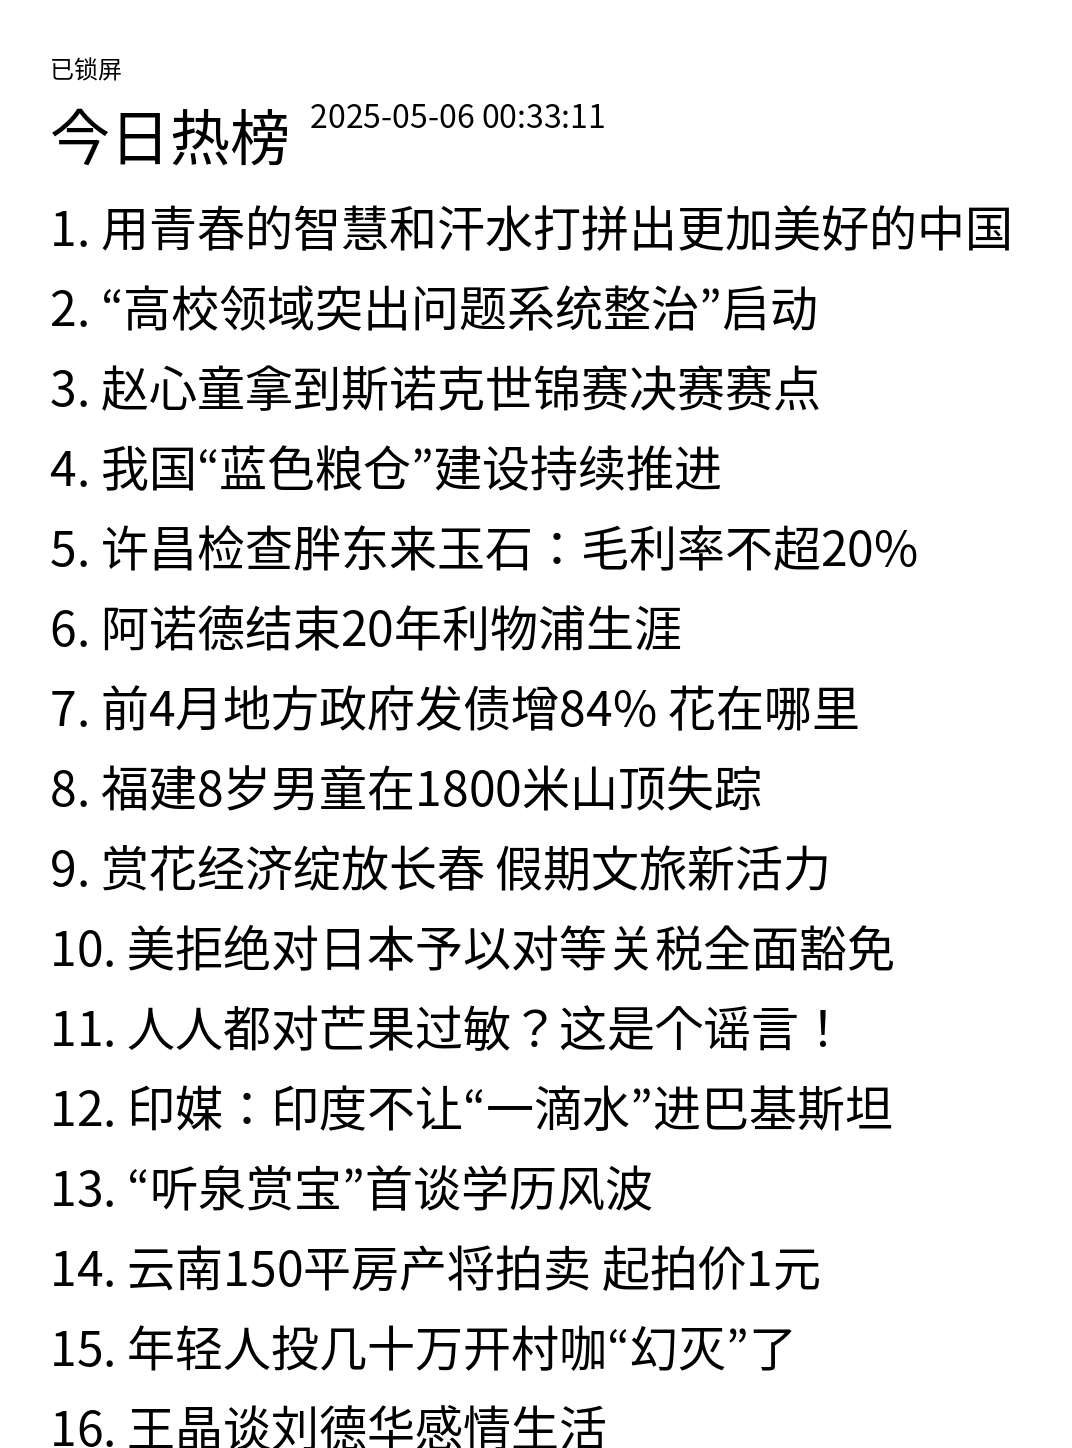 已锁屏
今日热榜 2025-05-06 00:33:11
1. 用青春的智慧和汗水打拼出更加美好的中国
2. “高校领域突出问题系统整治”启动
3. 赵心童拿到斯诺克世锦赛决赛赛点
4. 我国“蓝色粮仓”建设持续推进
5. 许昌检查胖东来玉石：毛利率不超20%
6. 阿诺德结束20年利物浦生涯
7. 前4月地方政府发债增84% 花在哪里
8. 福建8岁男童在1800米山顶失踪
9. 赏花经济绽放长春 假期文旅新活力
10. 美拒绝对日本予以对等关税全面豁免
11. 人人都对芒果过敏？这是个谣言！
12. 印媒：印度不让“一滴水”进巴基斯坦
13. “听泉赏宝”首谈学历风波
14. 云南150平房产将拍卖 起拍价1元
15. 年轻人投几十万开村咖“幻灭”了
16. 王晶谈刘德华感情生活